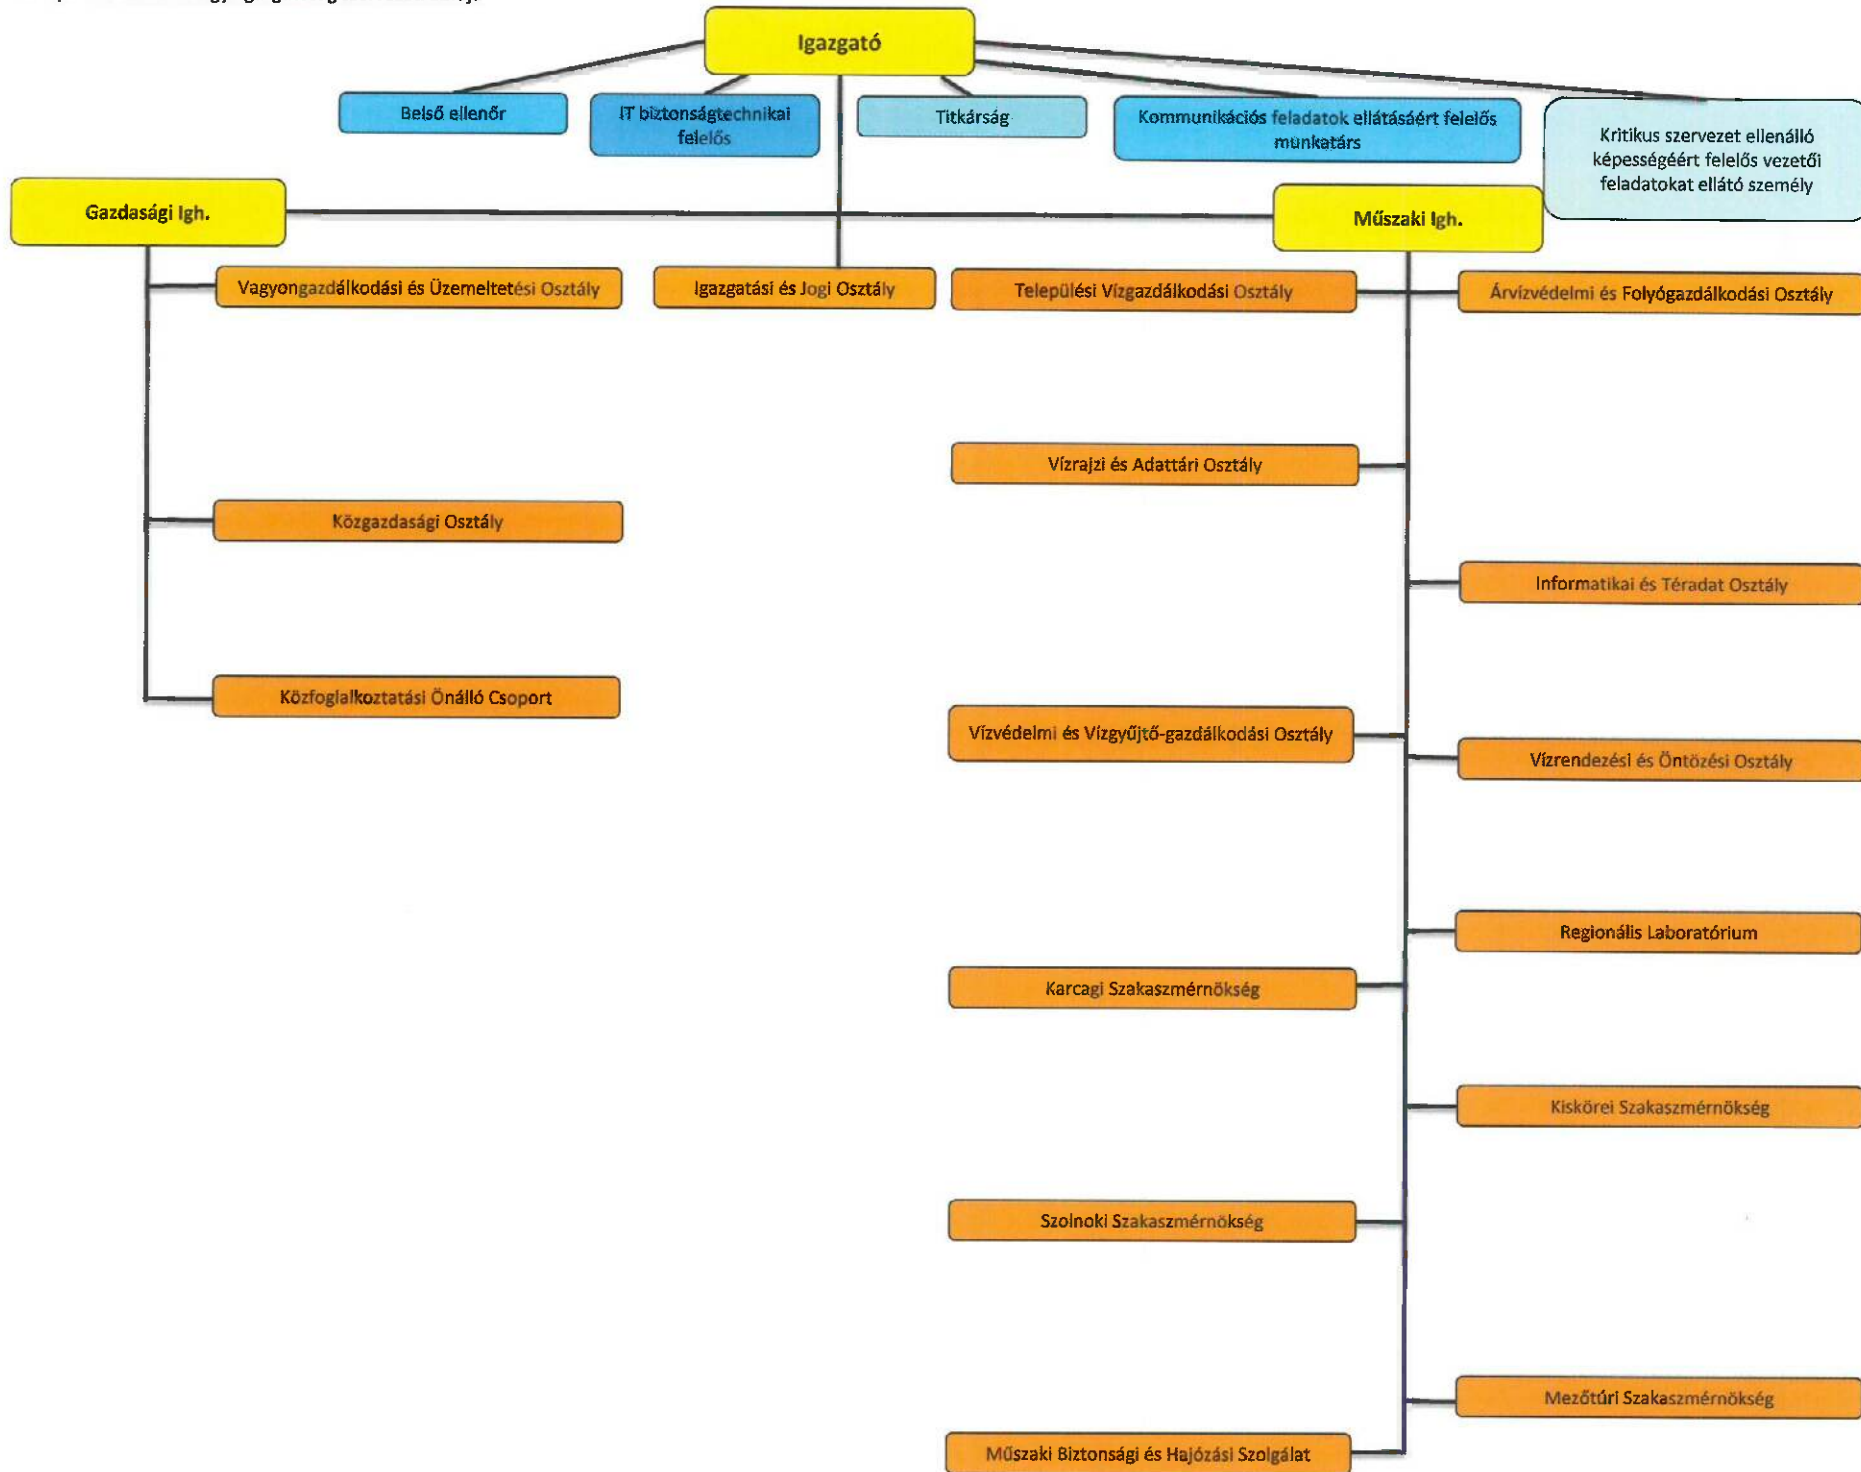 Igazgató
Belső ellenőr
IT biztonságtechnikai
felelős
Titkárság
Kommunikációs feladatok ellátásáért felelős
munkatárs
Kritikus szervezet ellenálló
képességéért felelős vezetői
feladatokat ellátó személy
Gazdasági Igh.
Műszaki Igh.
Vagyongazdálkodási és Üzemeltetési Osztály
Igazgatási és Jogi Osztály
Települési Vízgazdálkodási Osztály
Árvízvédelmi és Folyógazdálkodási Osztály
Vízrajzi és Adattári Osztály
Közgazdasági Osztály
Informatikai és Téradat Osztály
Közfoglalkoztatási Önálló Csoport
Vízvédelmi és Vízgyűjtő-gazdálkodási Osztály
Vízrendezési és Öntözési Osztály
Regionális Laboratórium
Karcagi Szakaszmérnökség
Kiskörei Szakaszmérnökség
Szolnoki Szakaszmérnökség
Mezőtúri Szakaszmérnökség
Műszaki Biztonsági és Hajózási Szolgálat